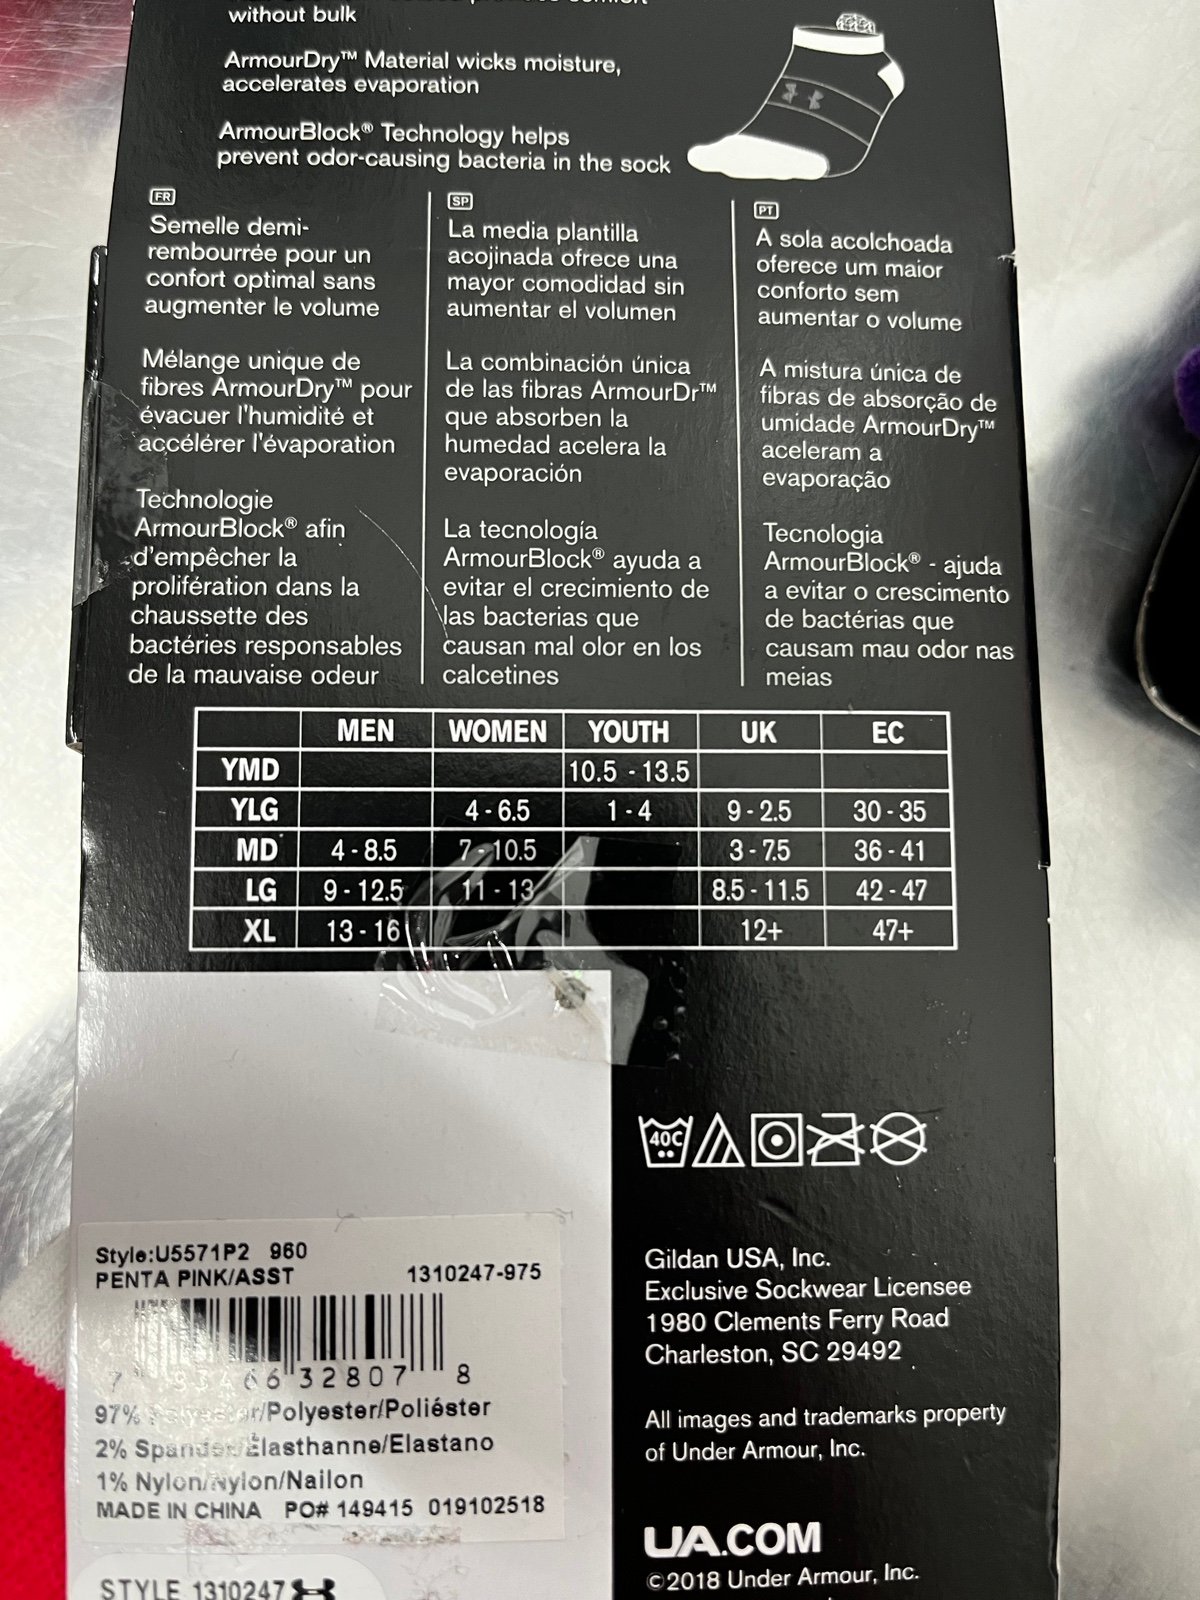 without bulk
ArmourDry™ Material wicks moisture,
accelerates evaporation
ArmourBlock® Technology helps
prevent odor-causing bacteria in the sock
FR
Semelle demi-
rembourrée pour un
confort optimal sans
augmenter le volume
Mélange unique de
fibres ArmourDry™ pour
évacuer l'humidité et
accélérer l'évaporation
Technologie
ArmourBlock® afin
d'empêcher la
prolifération dans la
chaussette des
bactéries responsables
de la mauvaise odeur
SP
La media plantilla
acojinada ofrece una
mayor comodidad sin
aumentar el volumen
La combinación única
de las fibras ArmourDr™
que absorben la
humedad acelera la
evaporación
La tecnología
ArmourBlock® ayuda a
evitar el crecimiento de
las bacterias que
causan mal olor en los
calcetines
PT
A sola acolchoada
oferece um maior
conforto sem
aumentar o volume
A mistura única de
fibras de absorção de
umidade ArmourDry™
aceleram a
evaporação
Tecnologia
ArmourBlock® - ajuda
a evitar o crescimento
de bactérias que
causam mau odor nas
meias
MEN WOMEN YOUTH UK EC
YMD 10.5 - 13.5
YLG 4 - 6.5 1 - 4 9 - 2.5 30 - 35
MD 4 - 8.5 7 - 10.5 3 - 7.5 36 - 41
LG 9 - 12.5 11 - 13 8.5 - 11.5 42 - 47
XL 13 - 16 12+ 47+
40C
Style:U5571P2 960
PENTA PINK/ASST 1310247-975
32807 8
97% /Polyester/Poliéster
2% Spandex/Elasthanne/Elastano
1% Nylon/Nylon/Nailon
MADE IN CHINA PO# 149415 019102518
STYLE 1310247
Gildan USA, Inc.
Exclusive Sockwear Licensee
1980 Clements Ferry Road
Charleston, SC 29492
All images and trademarks property
of Under Armour, Inc.
UA.COM
©2018 Under Armour, Inc.